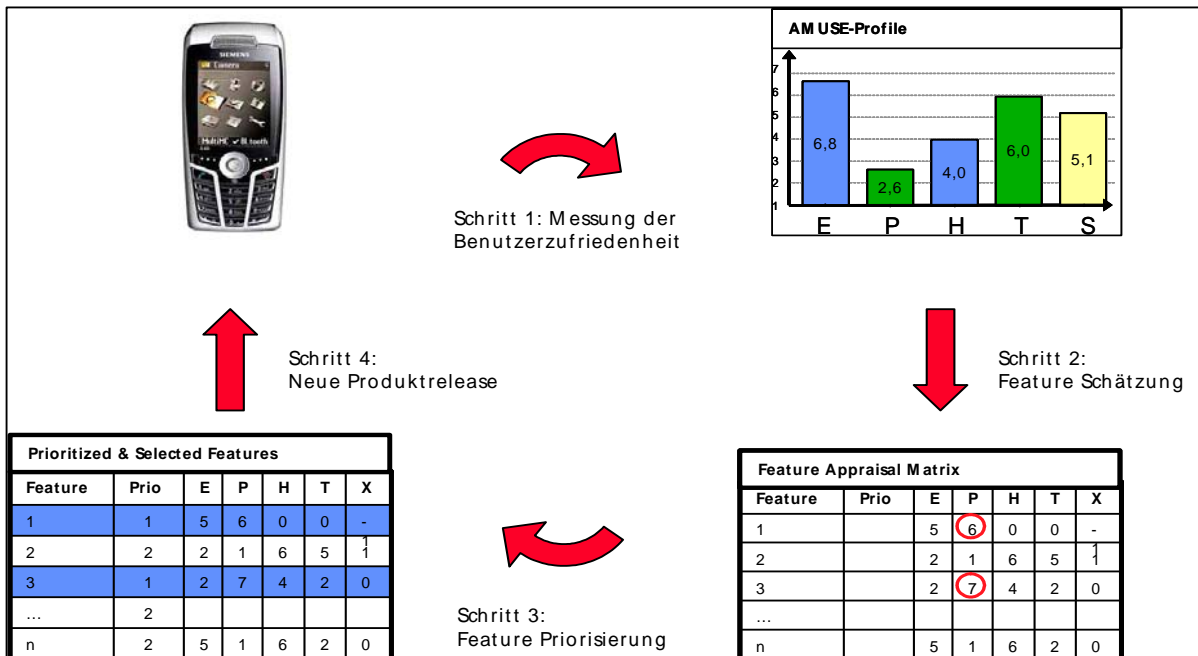 SIEMENS
Camera
AMUSE-Profile
7
6
5
4
3
2
1
6,8
2,6
4,0
6,0
5,1
E P H T S
Schritt 1: Messung der
Benutzerzufriedenheit
Schritt 4:
Neue Produktrelease
Schritt 2:
Feature Schätzung
Prioritized & Selected Features
Feature Prio E P H T X
1 1 5 6 0 0 -1
2 2 2 1 6 5 1
3 1 2 7 4 2 0
... 2
n 2 5 1 6 2 0
Schritt 3:
Feature Priorisierung
Feature Appraisal Matrix
Feature Prio E P H T X
1 5 6 0 0 -1
2 2 1 6 5 1
3 2 7 4 2 0
...
n 5 1 6 2 0